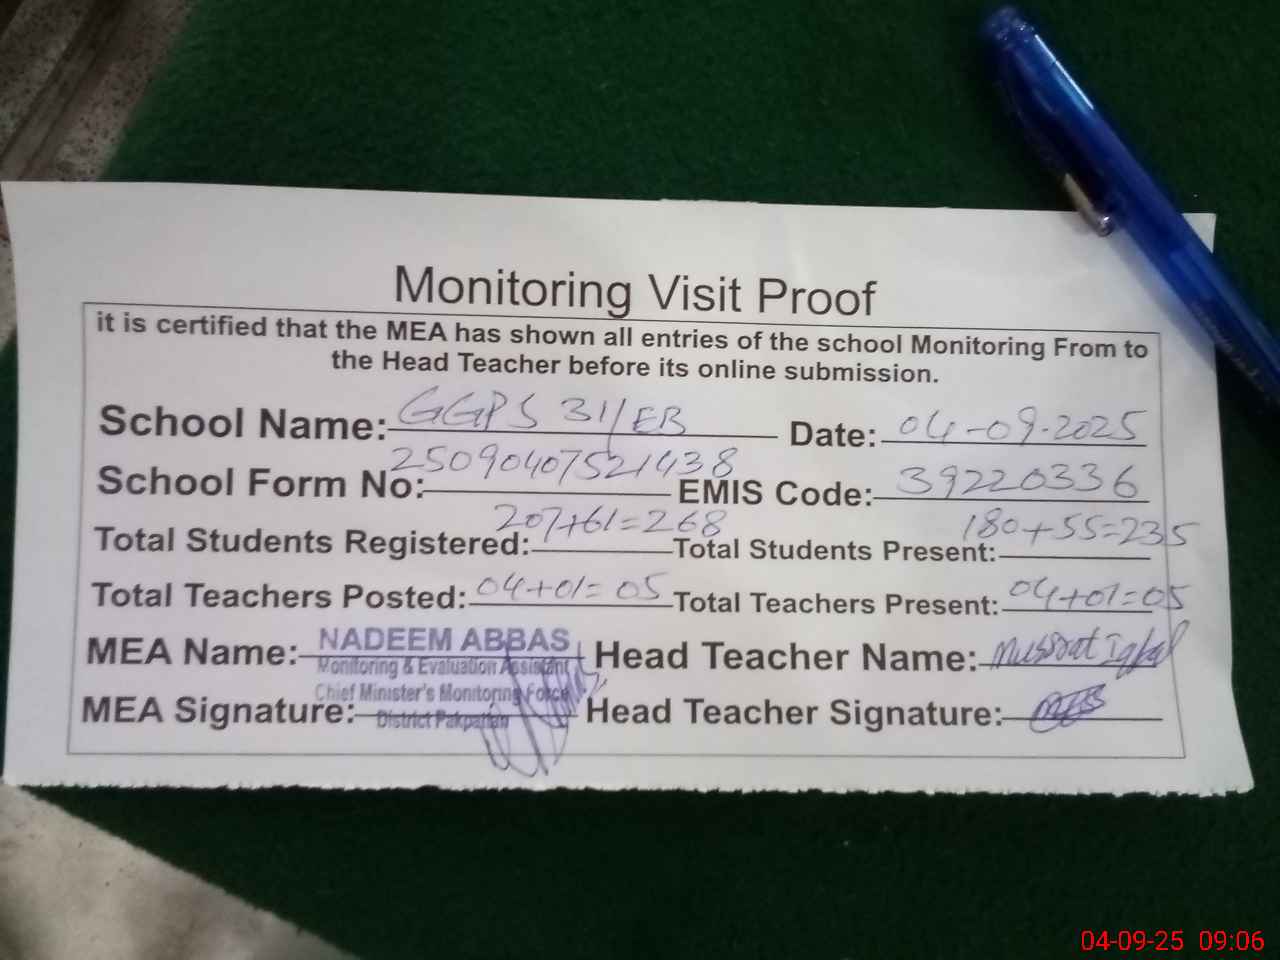 Monitoring Visit Proof
it is certified that the MEA has shown all entries of the school Monitoring From to
the Head Teacher before its online submission.
School Name: GGPS 31/EB Date: 04-09-2025
School Form No: 25090407521438 EMIS Code: 39220336
Total Students Registered: 207+61=268 Total Students Present: 180+55=235
Total Teachers Posted: 04+01=05 Total Teachers Present: 04+01=05
MEA Name: NADEEM ABBAS Head Teacher Name: Mussrat Iqbal
Monitoring & Evaluation Assistant
Chief Minister's Monitoring Force
MEA Signature: District Pakpattan Head Teacher Signature:
04-09-25 09:06